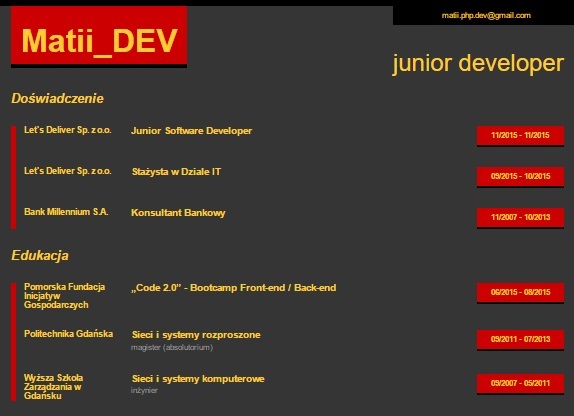 matii.php.dev@gmail.com
Matii_DEV
junior developer
Doświadczenie
Let's Deliver Sp. z o.o. Junior Software Developer 11/2015 - 11/2015
Let's Deliver Sp. z o.o. Stażysta w Dziale IT 09/2015 - 10/2015
Bank Millennium S.A. Konsultant Bankowy 11/2007 - 10/2013
Edukacja
Pomorska Fundacja „Code 2.0” - Bootcamp Front-end / Back-end 06/2015 - 08/2015
Inicjatyw
Gospodarczych
Politechnika Gdańska Sieci i systemy rozproszone 09/2011 - 07/2013
magister (absolutorium)
Wyższa Szkoła Sieci i systemy komputerowe 09/2007 - 05/2011
Zarządzania w inżynier
Gdańsku